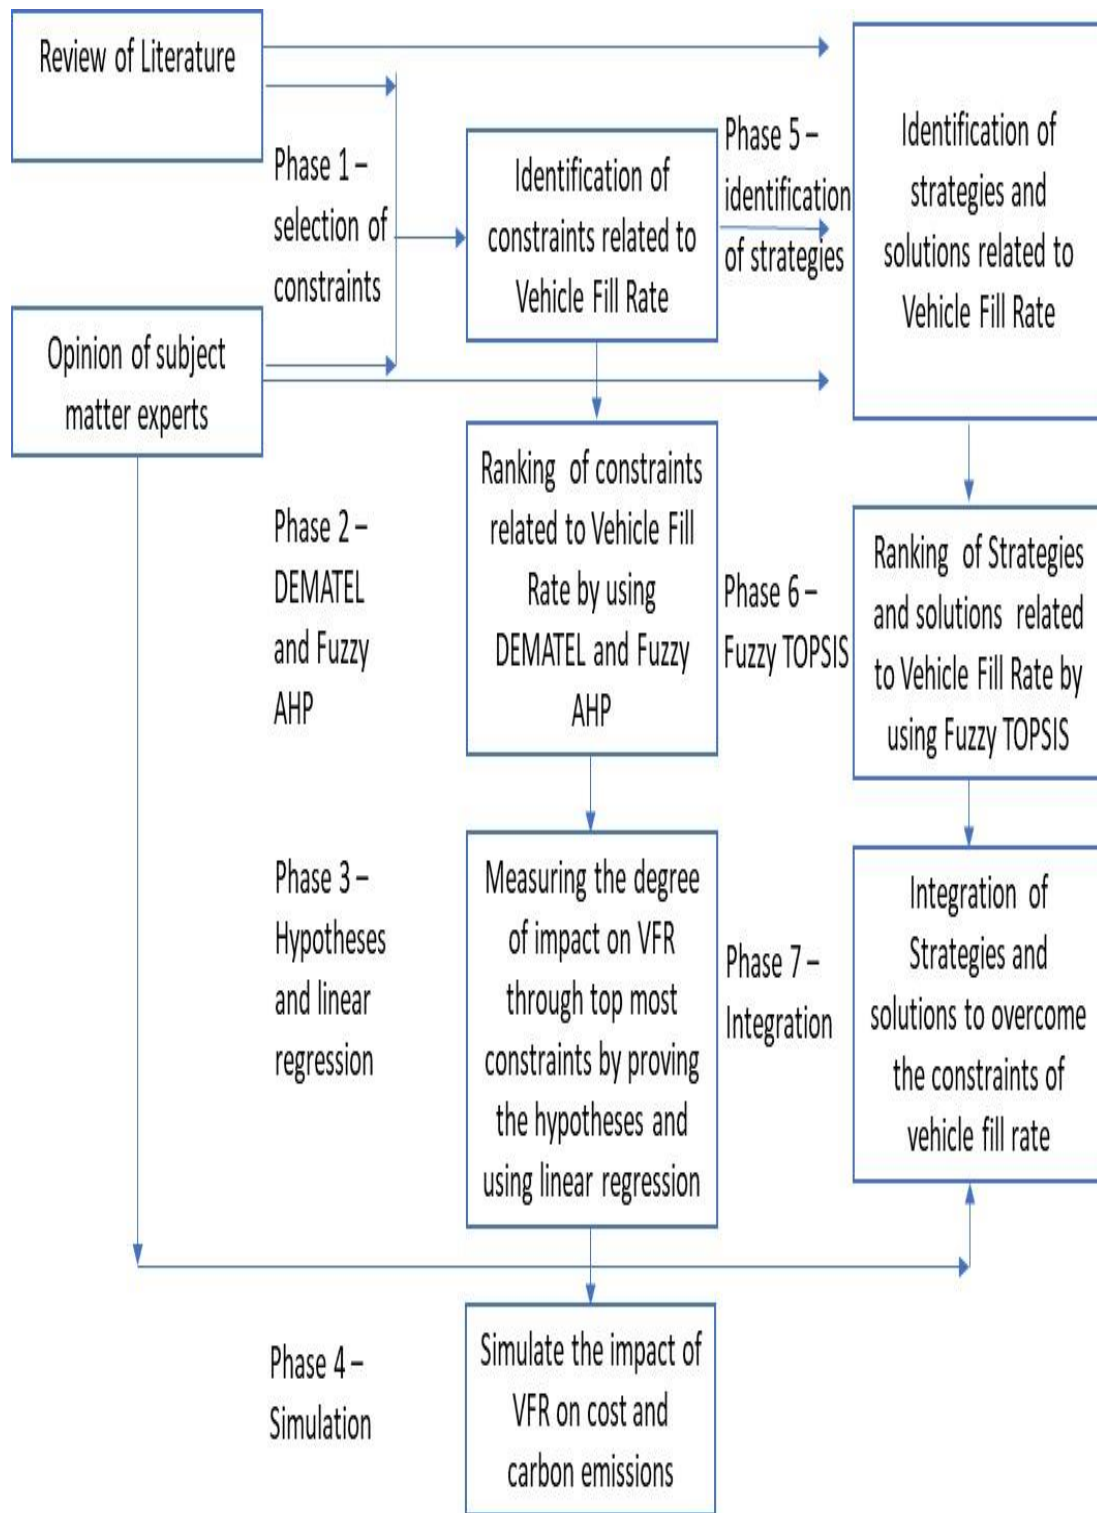 Review of Literature
Phase 1 –
selection of
constraints
Opinion of subject
matter experts
Identification of
constraints related to
Vehicle Fill Rate
Phase 5 –
identification
of strategies
Identification of
strategies and
solutions related to
Vehicle Fill Rate
Phase 2 –
DEMATEL
and Fuzzy
AHP
Ranking of constraints
related to Vehicle Fill
Rate by using
DEMATEL and Fuzzy
AHP
Phase 6 –
Fuzzy TOPSIS
Ranking of Strategies
and solutions related
to Vehicle Fill Rate by
using Fuzzy TOPSIS
Phase 3 –
Hypotheses
and linear
regression
Measuring the degree
of impact on VFR
through top most
constraints by proving
the hypotheses and
using linear regression
Phase 7 –
Integration
Integration of
Strategies and
solutions to overcome
the constraints of
vehicle fill rate
Phase 4 –
Simulation
Simulate the impact of
VFR on cost and
carbon emissions